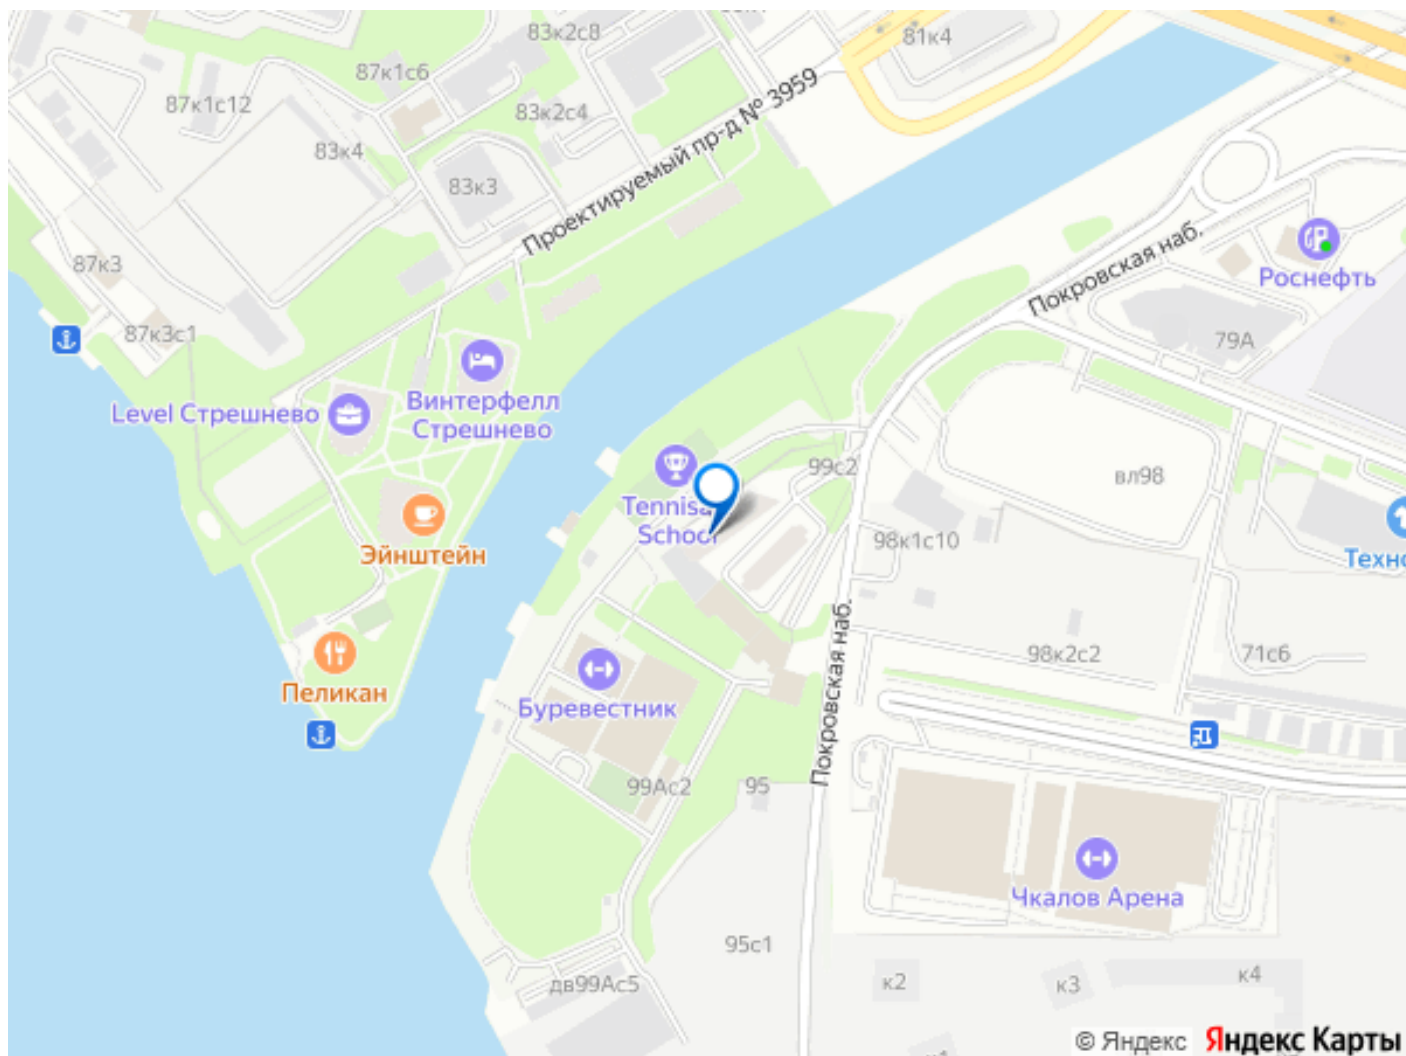 83к2с8
81к4
87к1с6
87к1с12
83к2с4
83к4
Проектируемый пр-д № 3959
83к3
87к3
Покровская наб.
Роснефть
87к3с1
79А
Level Стрешнево
Винтерфелл
Стрешнево
99с2
вл98
Tennisa
School
98к1с10
Эйнштейн
Техно
Покровская наб.
98к2с2
71с6
Пеликан
Буревестник
99Ас2
95
Чкалов Арена
95с1
дв99Ас5
к2
к3
к4
© Яндекс Яндекс Карты